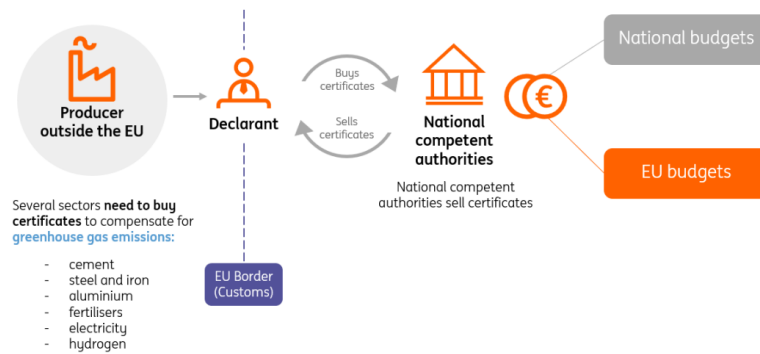 Producer
outside the EU
Declarant
Buys
certificates
Sells
certificates
National
competent
authorities
National competent
authorities sell certificates
€
National budgets
EU budgets
Several sectors need to buy
certificates to compensate for
greenhouse gas emissions:
- cement
- steel and iron
- aluminium
- fertilisers
- electricity
- hydrogen
EU Border
(Customs)